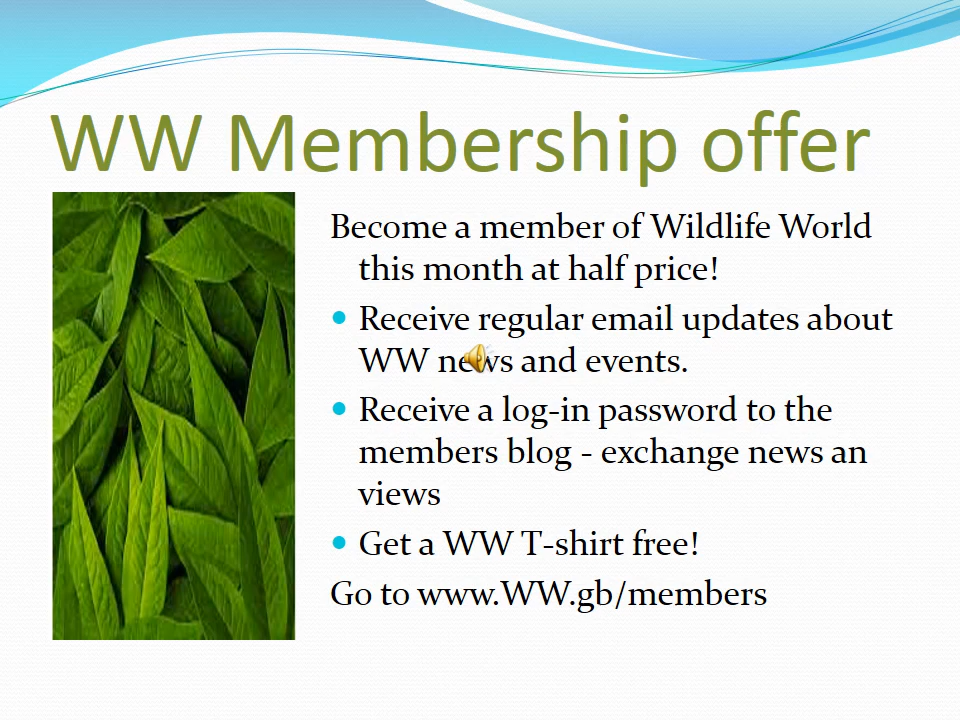 WW Membership offer
Become a member of Wildlife World
this month at half price!
Receive regular email updates about
WW news and events.
Receive a log-in password to the
members blog - exchange news an
views
Get a WW T-shirt free!
Go to www.WW.gb/members